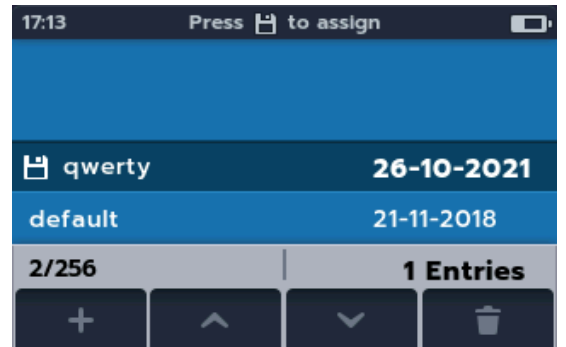 17:13 Press to assign
qwerty 26-10-2021
default 21-11-2018
2/256 1 Entries